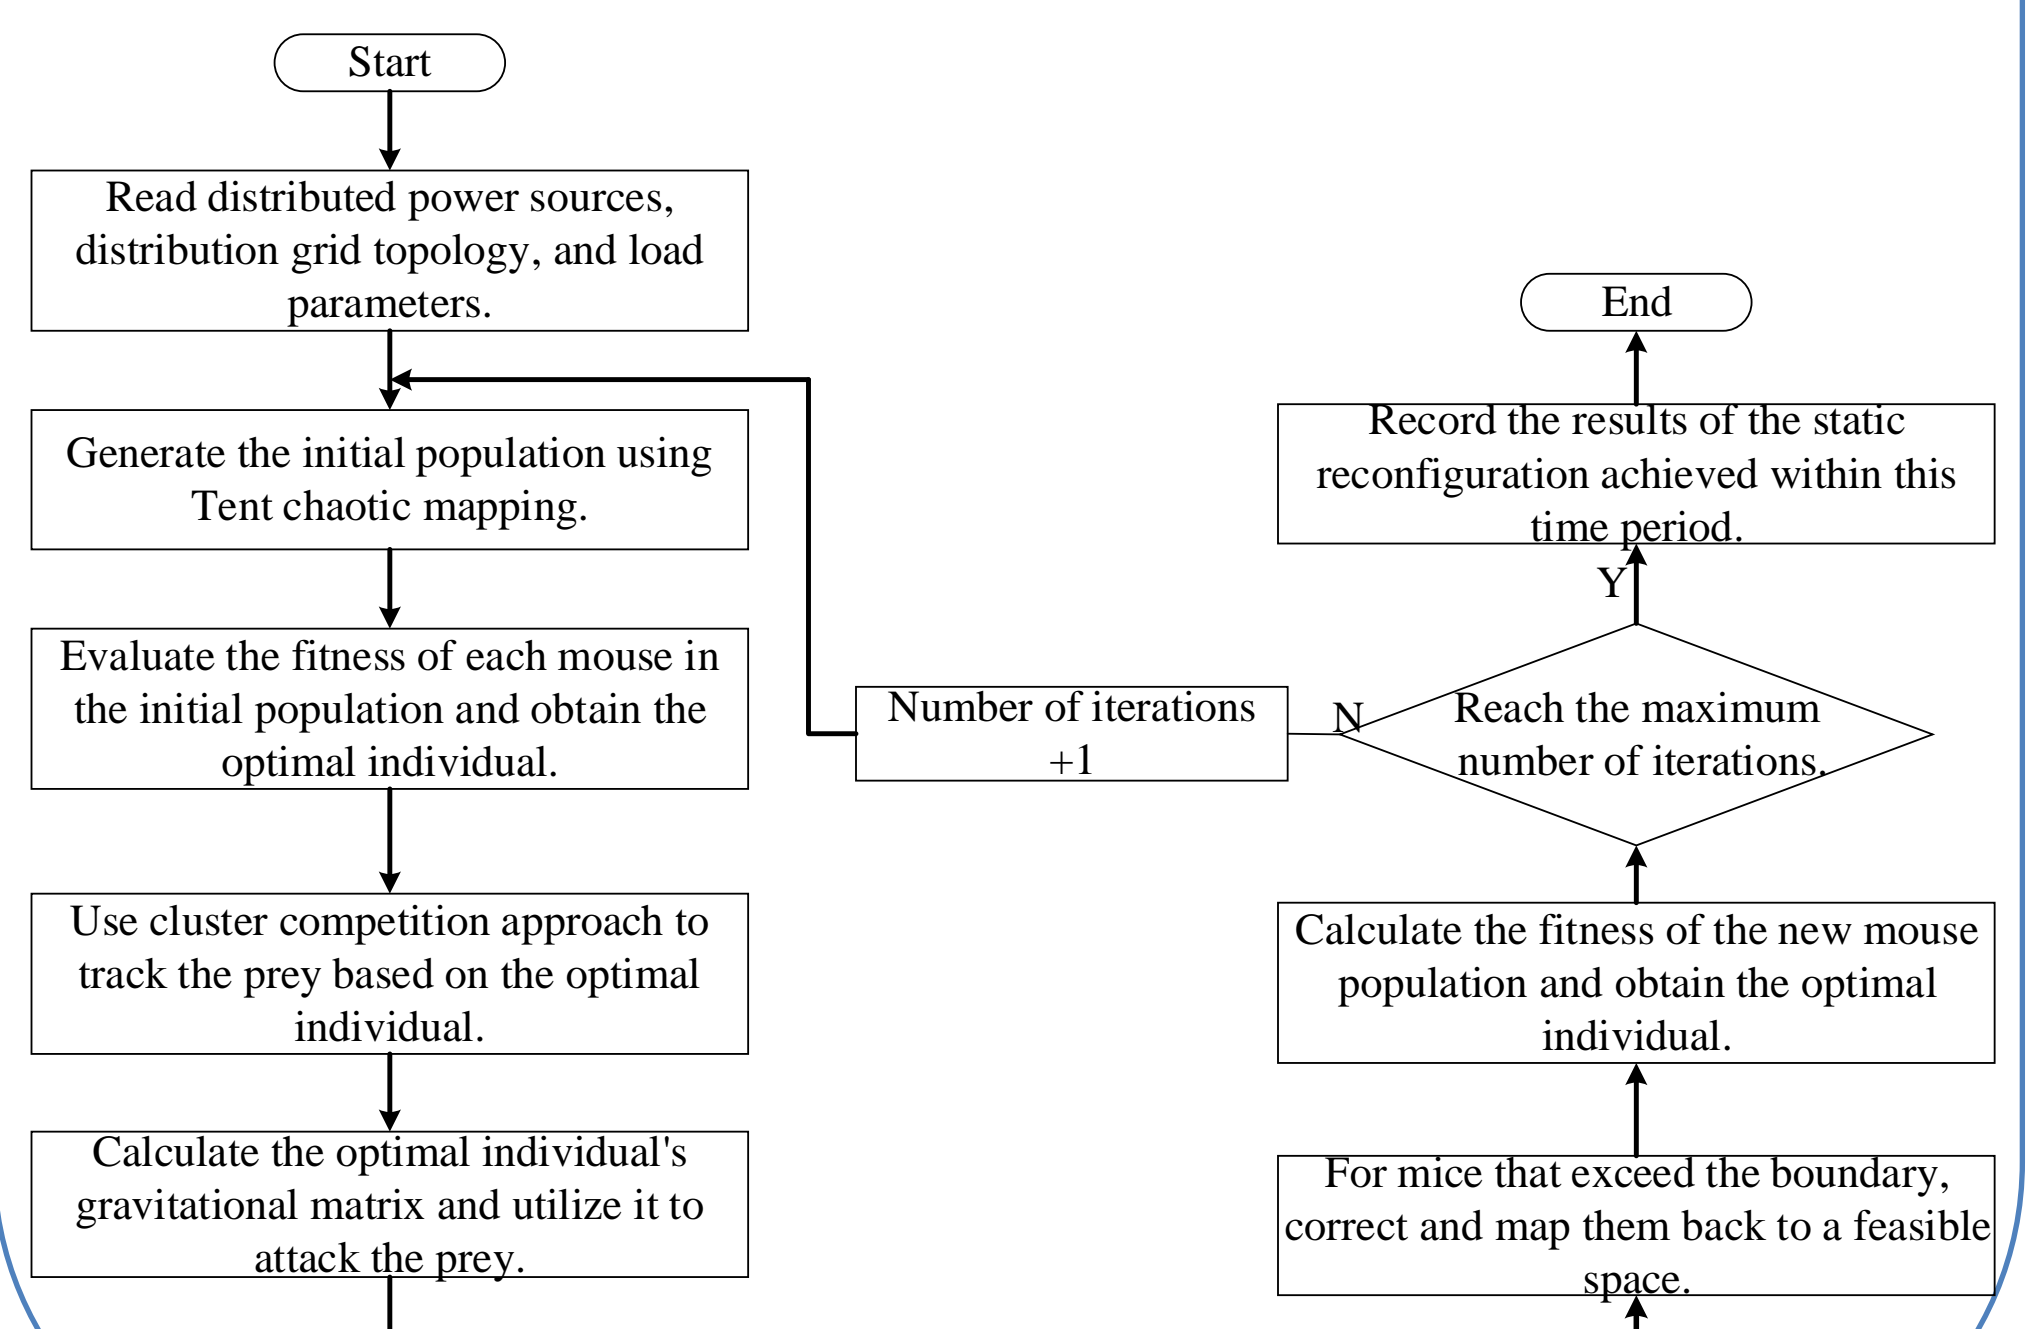 Start
Read distributed power sources,
distribution grid topology, and load
parameters.
Generate the initial population using
Tent chaotic mapping.
Evaluate the fitness of each mouse in
the initial population and obtain the
optimal individual.
Use cluster competition approach to
track the prey based on the optimal
individual.
Calculate the optimal individual's
gravitational matrix and utilize it to
attack the prey.
Number of iterations
+1
End
Record the results of the static
reconfiguration achieved within this
time period.
Y
N
Reach the maximum
number of iterations.
Calculate the fitness of the new mouse
population and obtain the optimal
individual.
For mice that exceed the boundary,
correct and map them back to a feasible
space.